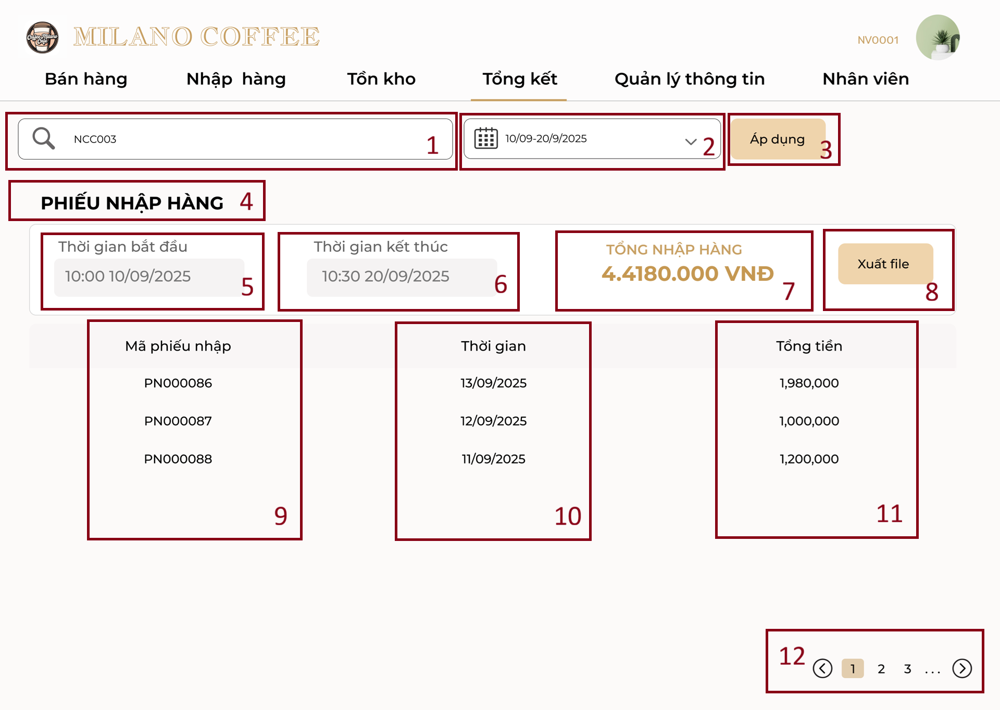 Coffee Milano
Cafe
MILANO COFFEE
NV0001
Bán hàng
Nhập hàng
Tồn kho
Tổng kết
Quản lý thông tin
Nhân viên
NCC003
1
10/09-20/9/2025
2
Áp dụng
3
PHIẾU NHẬP HÀNG
4
Thời gian bắt đầu
10:00 10/09/2025
5
Thời gian kết thúc
10:30 20/09/2025
6
TỔNG NHẬP HÀNG
4.4180.000 VNĐ
7
Xuất file
8
Mã phiếu nhập
Thời gian
Tổng tiền
PN000086
13/09/2025
1,980,000
PN000087
12/09/2025
1,000,000
PN000088
11/09/2025
1,200,000
9
10
11
12
1 2 3 ...